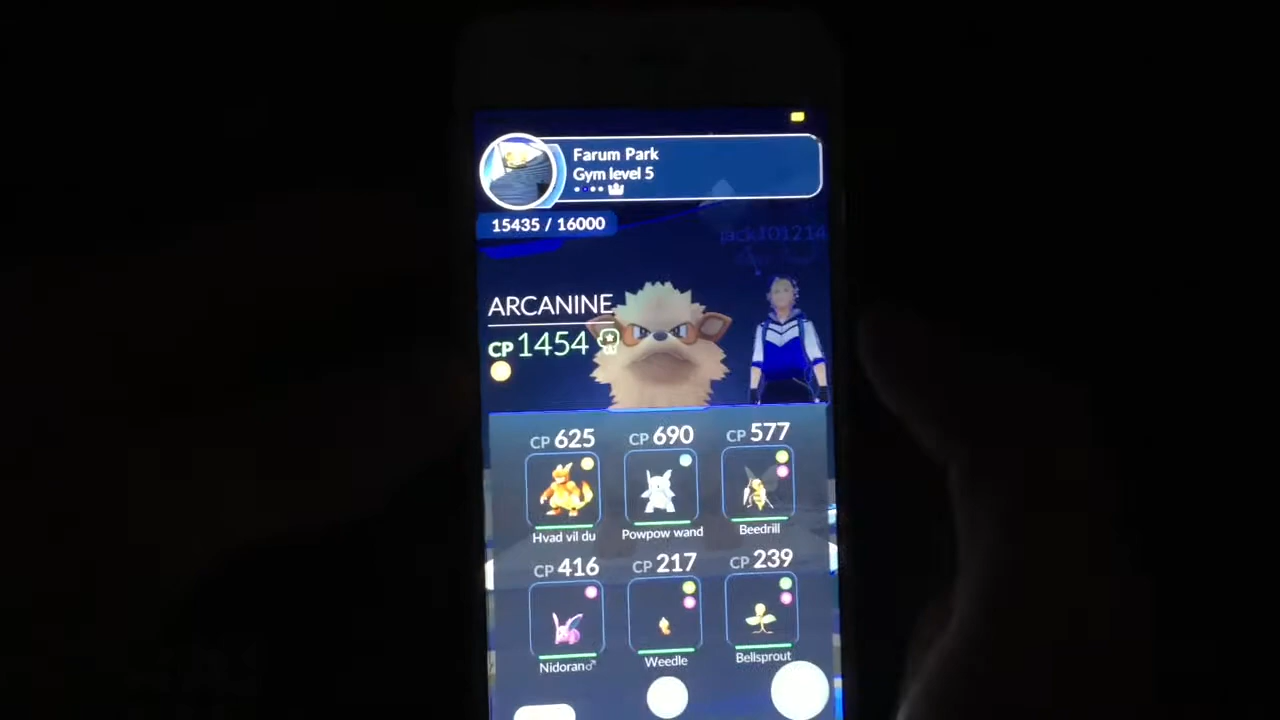 Farum Park
Gym level 5
15435 / 16000
jack101214
ARCANINE
CP 1454
CP 625 CP 690 CP 577
Hvad vil du Powpow wand Beedrill
CP 416 CP 217 CP 239
Nidoran♂ Weedle Bellsprout